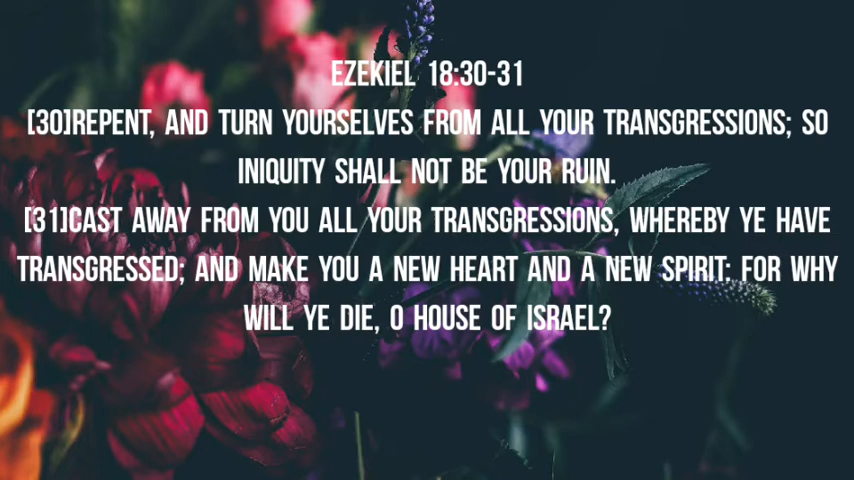 EZEKIEL 18:30-31
[30]REPENT, AND TURN YOURSELVES FROM ALL YOUR TRANSGRESSIONS; SO
INIQUITY SHALL NOT BE YOUR RUIN.
[31]CAST AWAY FROM YOU ALL YOUR TRANSGRESSIONS, WHEREBY YE HAVE
TRANSGRESSED; AND MAKE YOU A NEW HEART AND A NEW SPIRIT: FOR WHY
WILL YE DIE, O HOUSE OF ISRAEL?